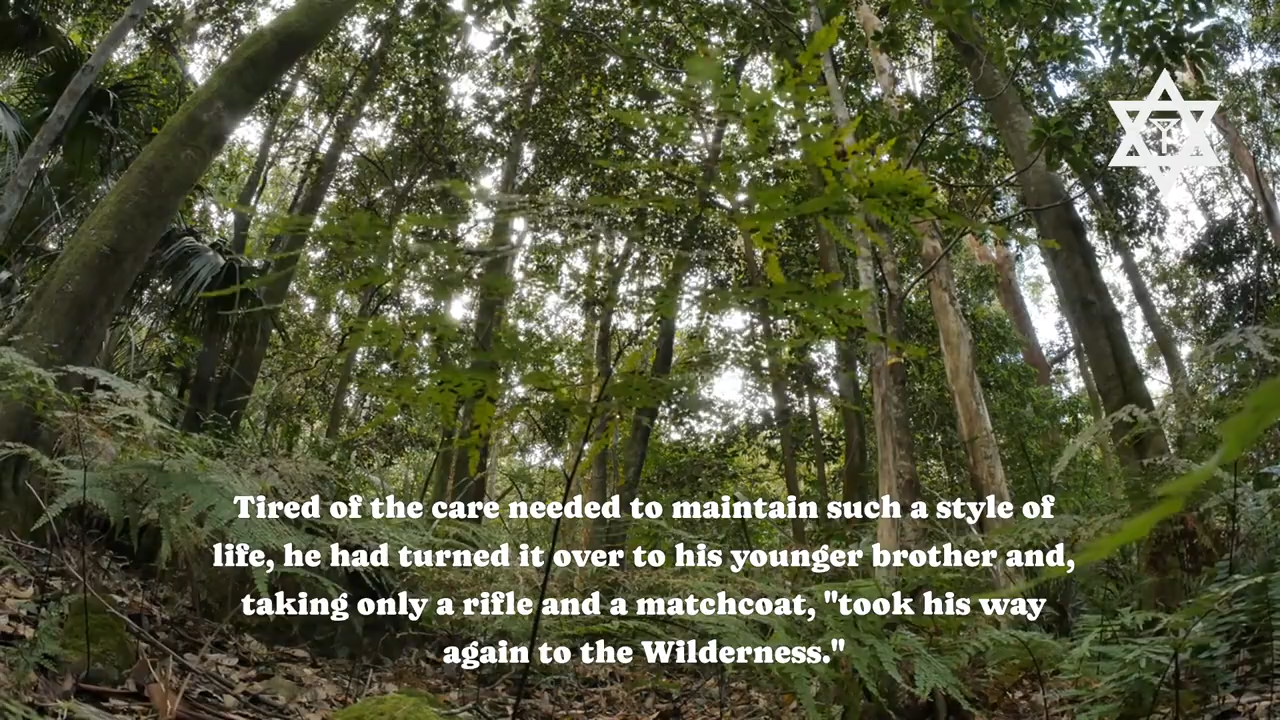 Tired of the care needed to maintain such a style of
life, he had turned it over to his younger brother and,
taking only a rifle and a matchcoat, "took his way
again to the Wilderness."